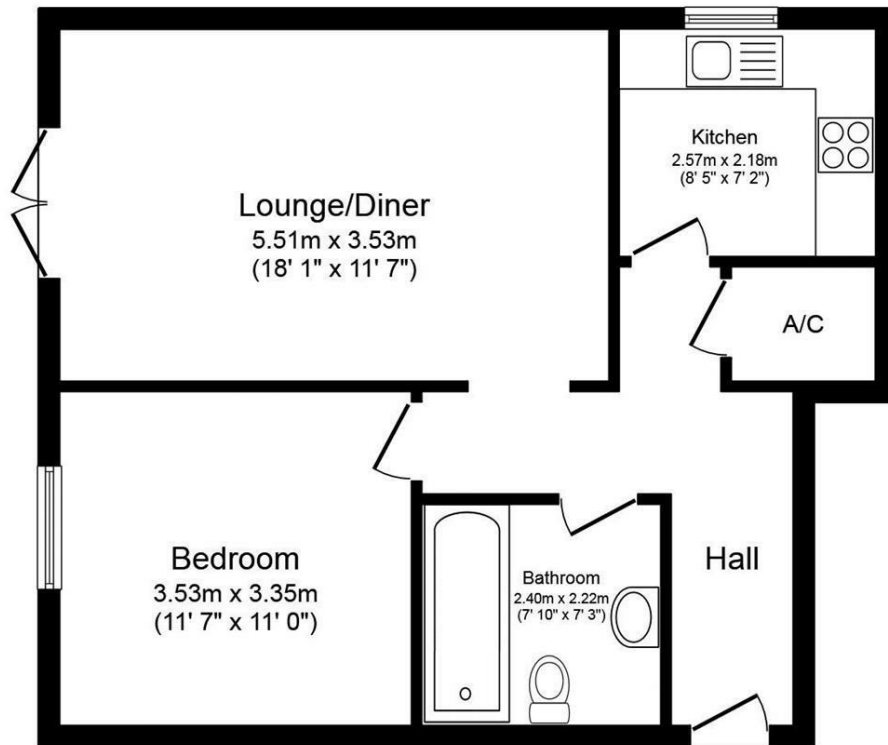 Kitchen
2.57m x 2.18m
(8' 5" x 7' 2")
Lounge/Diner
5.51m x 3.53m
(18' 1" x 11' 7")
A/C
Bedroom
3.53m x 3.35m
(11' 7" x 11' 0")
Bathroom
2.40m x 2.22m
(7' 10" x 7' 3")
Hall